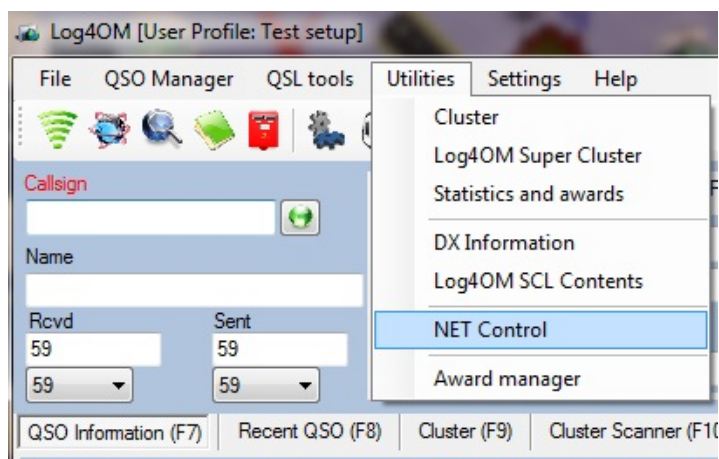 Log4OM [User Profile: Test setup]
File QSO Manager QSL tools Utilities Settings Help
Cluster
Log4OM Super Cluster
Statistics and awards
DX Information
Log4OM SCL Contents
NET Control
Award manager
Callsign
Name
Rcvd Sent
59 59
59 59
QSO Information (F7) Recent QSO (F8) Cluster (F9) Cluster Scanner (F10